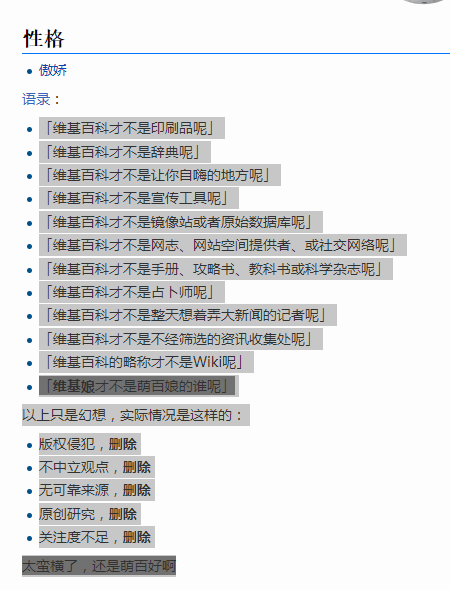 性格
傲娇
语录：
「维基百科才不是印刷品呢」
「维基百科才不是辞典呢」
「维基百科才不是让你自嗨的地方呢」
「维基百科才不是宣传工具呢」
「维基百科才不是镜像站或者原始数据库呢」
「维基百科才不是网志、网站空间提供者、或社交网络呢」
「维基百科才不是手册、攻略书、教科书或科学杂志呢」
「维基百科才不是占卜师呢」
「维基百科才不是整天想着弄大新闻的记者呢」
「维基百科才不是不经筛选的资讯收集处呢」
「维基百科的略称才不是Wiki呢」
「维基娘才不是萌百娘的谁呢」
以上只是幻想，实际情况是这样的：
版权侵犯，删除
不中立观点，删除
无可靠来源，删除
原创研究，删除
关注度不足，删除
太蛮横了，还是萌百好啊